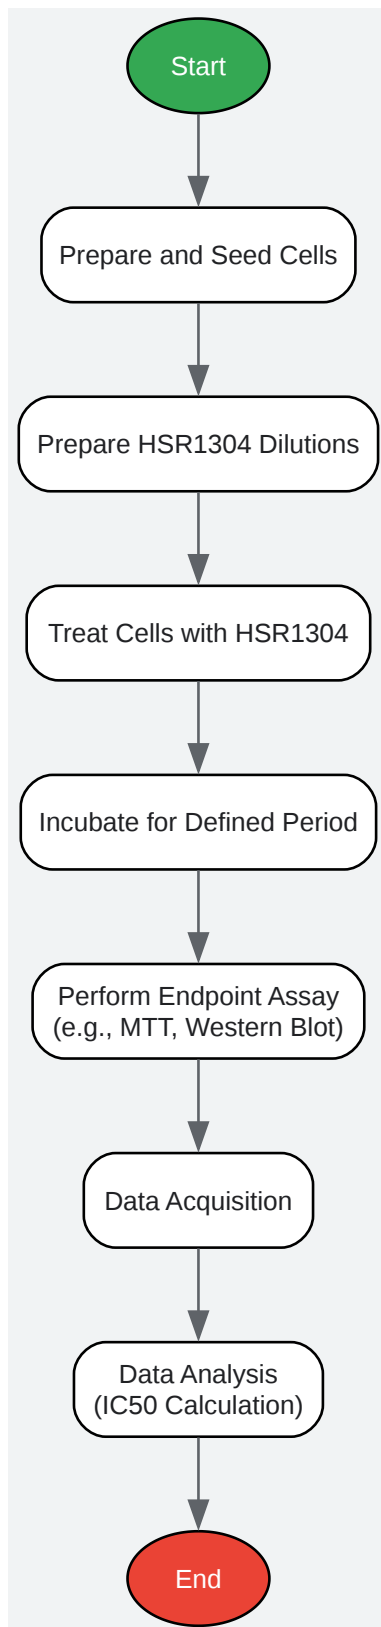 Start
Prepare and Seed Cells
Prepare HSR1304 Dilutions
Treat Cells with HSR1304
Incubate for Defined Period
Perform Endpoint Assay
(e.g., MTT, Western Blot)
Data Acquisition
Data Analysis
(IC50 Calculation)
End